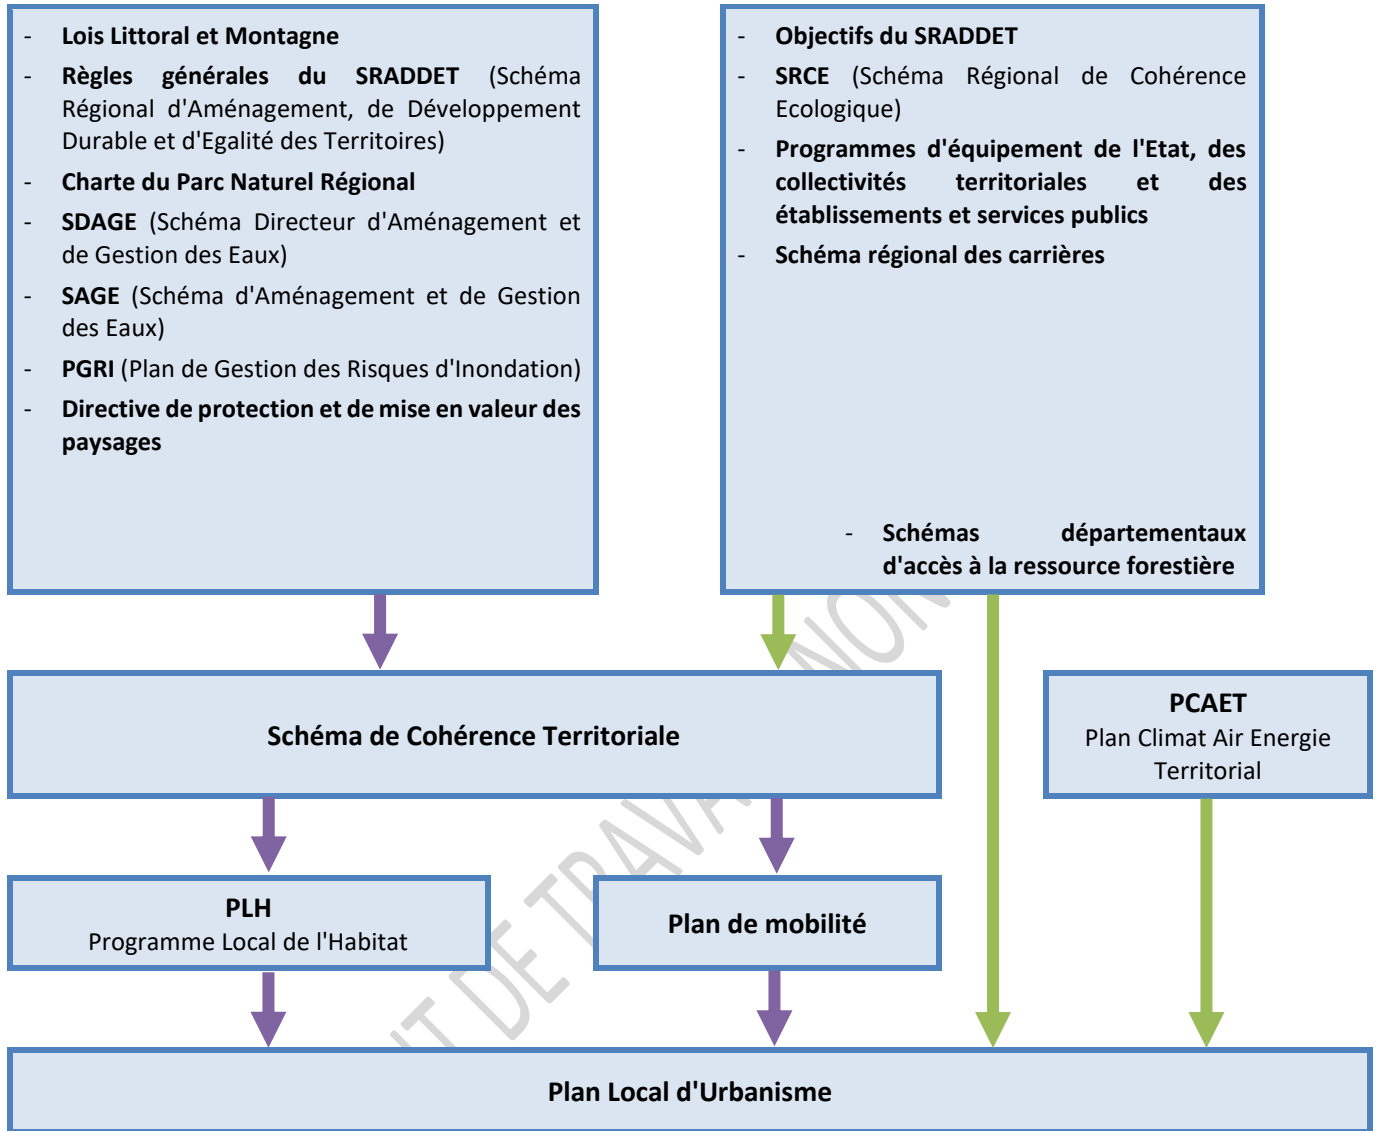 - Lois Littoral et Montagne
- Règles générales du SRADDET (Schéma
Régional d'Aménagement, de Développement
Durable et d'Egalité des Territoires)
- Charte du Parc Naturel Régional
- SDAGE (Schéma Directeur d'Aménagement et
de Gestion des Eaux)
- SAGE (Schéma d'Aménagement et de Gestion
des Eaux)
- PGRI (Plan de Gestion des Risques d'Inondation)
- Directive de protection et de mise en valeur des
paysages
- Objectifs du SRADDET
- SRCE (Schéma Régional de Cohérence
Ecologique)
- Programmes d'équipement de l'Etat, des
collectivités territoriales et des
établissements et services publics
- Schéma régional des carrières
- Schémas départementaux
d'accès à la ressource forestière
Schéma de Cohérence Territoriale
PCAET
Plan Climat Air Energie
Territorial
PLH
Programme Local de l'Habitat
Plan de mobilité
Plan Local d'Urbanisme
DE